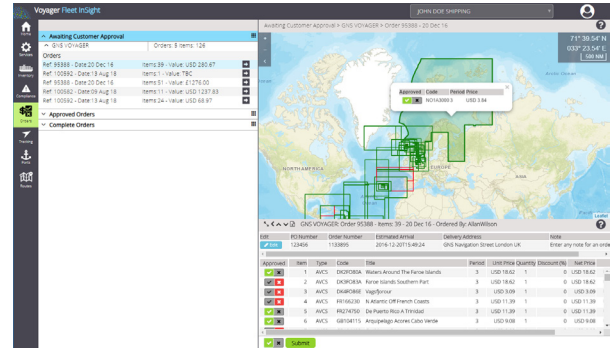 Voyager Fleet InSight
JOHN DOE SHIPPING
Home
Services
Inventory
Compliance
Orders
Tracking
Ports
Routes
Awaiting Customer Approval
GNS VOYAGER Orders: 5 Items: 126
Orders
Ref: 95388 - Date:20 Dec 16 Items:39 - Value: USD 280.67
Ref: 100592 - Date:13 Aug 18 Items:1 - Value: TBC
Ref: 95388 - Date:20 Dec 16 Items:51 - Value: £1276.00
Ref: 100562 - Date:09 Aug 18 Items:11 - Value: USD 1237.83
Ref: 100592 - Date:13 Aug 18 Items:24 - Value: USD 68.97
Approved Orders
Complete Orders
Awaiting Customer Approval > GNS VOYAGER > Order 95388 - 20 Dec 16
71° 38.54' N
033° 23.54' E
500 NM
Approved Code Period Price
3 USD 3.84
NORTH AMERICA
EUROPE
ASIA
Leaflet
GNS VOYAGER: Order 95388 - Items: 39 - 20 Dec 16 - Ordered By: AllanWilson
Edit PO Number Order Number Estimated Arrival Delivery Address Note
Edit 123456 1133895 2016-12-20T15:49:24 GNS Navigation Street London UK Enter any note for an orde
Approved Item Type Code Title Period Unit Price Quantity Discount (%) Net Price
1 AVCS DK2FO80A Waters Around The Faroe Islands 3 USD 18.62 1 0 USD 18.62
2 AVCS DK3FO83A Faroe Islands Southern Part 3 USD 18.62 1 0 USD 18.62
3 AVCS DK4FO86E Vagsfjorour 3 USD 3.09 1 0 USD 3.09
4 AVCS FR166230 N Atlantic Off French Coasts 3 USD 11.39 1 0 USD 11.39
5 AVCS FR274750 De Puerto Rico A Trinidad 3 USD 11.39 1 0 USD 11.39
6 AVCS GB104115 Arquipelago Acores Cabo Verde 3 USD 9.08 1 0 USD 9.08
Submit